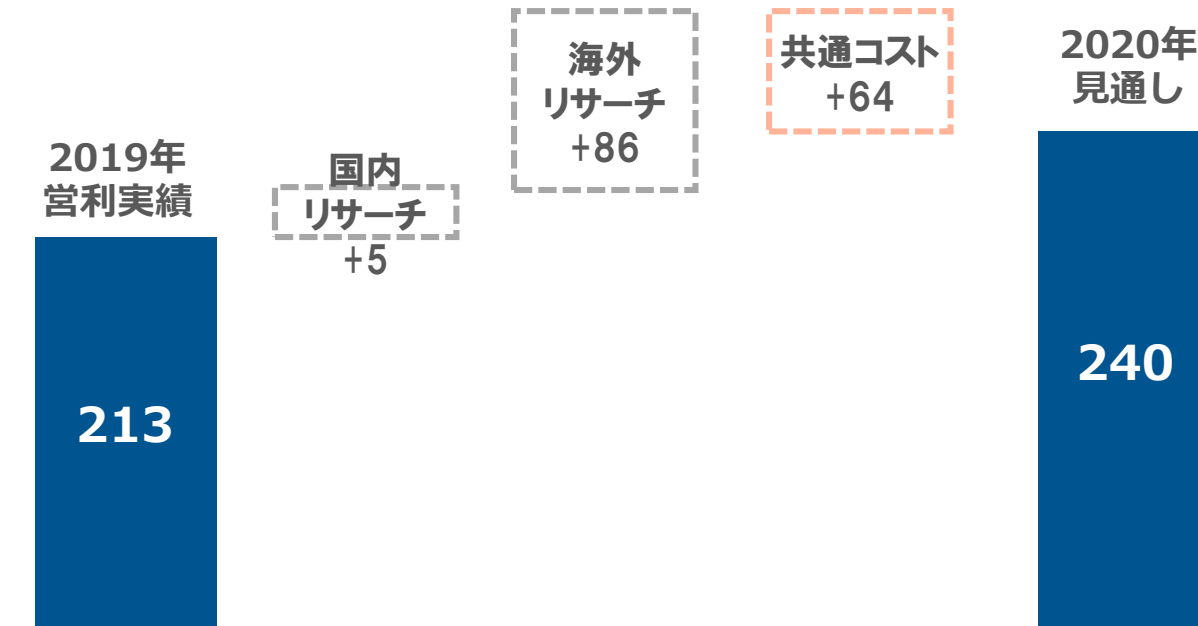 2019年
営利実績
213
国内
リサーチ
+5
海外
リサーチ
+86
共通コスト
+64
2020年
見通し
240